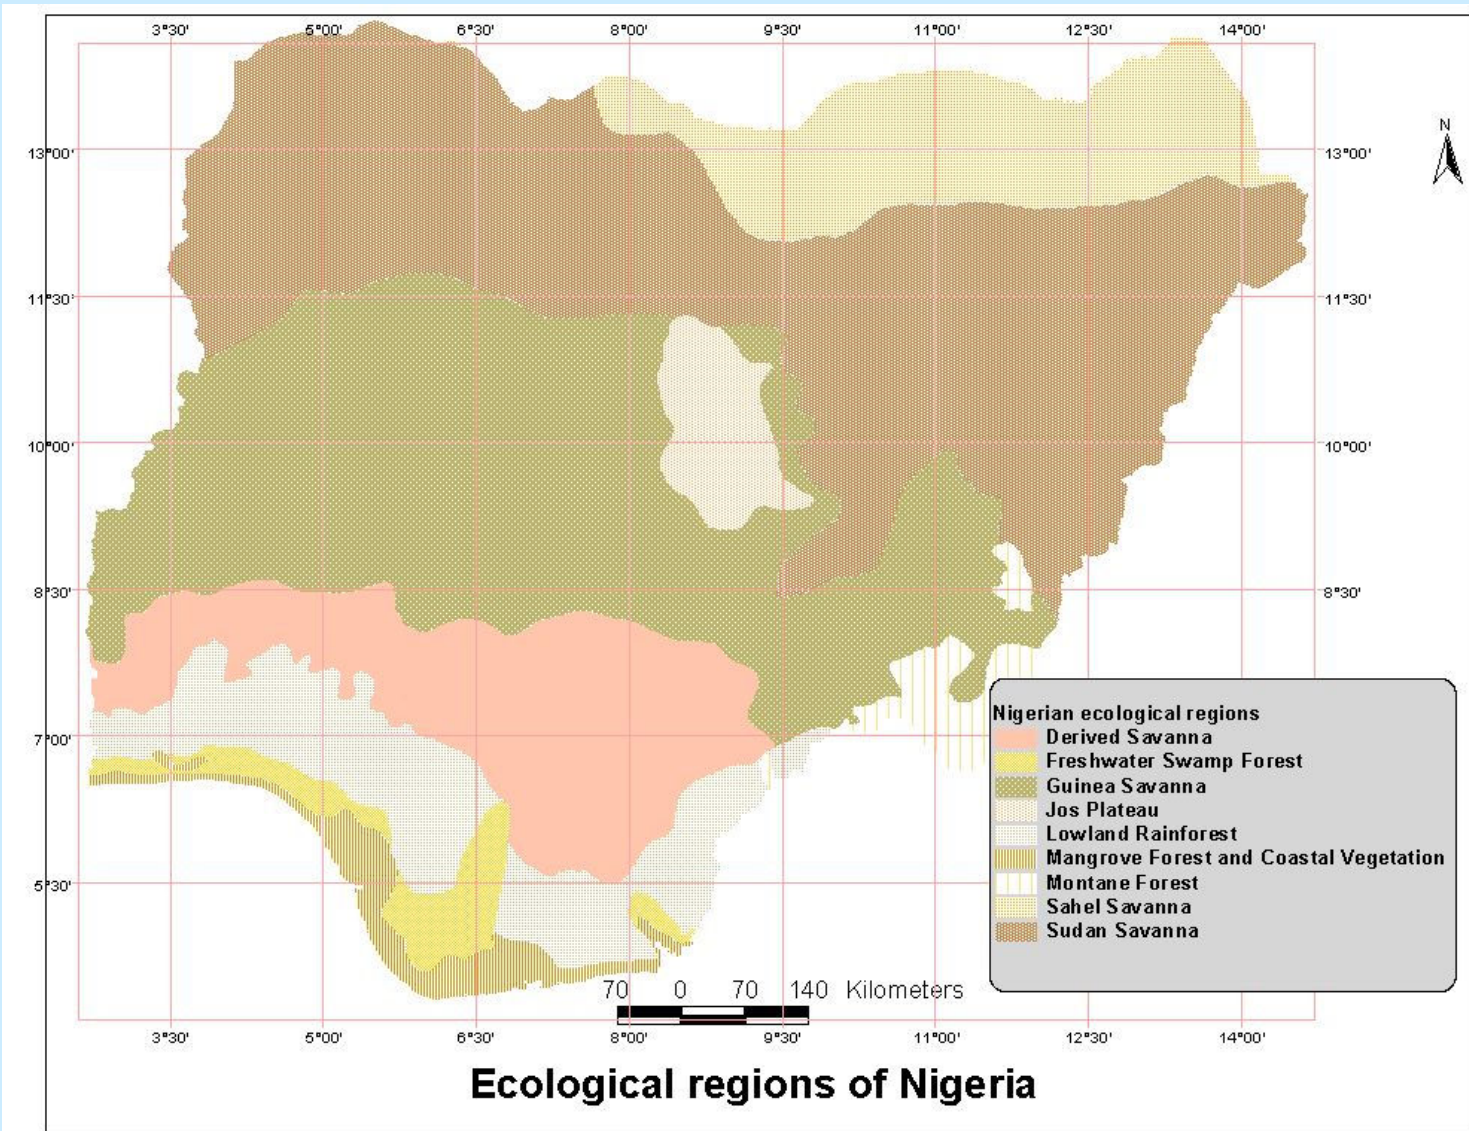 3°30' 5°00' 6°30' 8°00' 9°30' 11°00' 12°30' 14°00'
N
13°00' 13°00'
11°30' 11°30'
10°00' 10°00'
8°30' 8°30'
7°00'
Nigerian ecological regions
Derived Savanna
Freshwater Swamp Forest
Guinea Savanna
Jos Plateau
Lowland Rainforest
Mangrove Forest and Coastal Vegetation
Montane Forest
Sahel Savanna
Sudan Savanna
5°30'
70 0 70 140 Kilometers
3°30' 5°00' 6°30' 8°00' 9°30' 11°00' 12°30' 14°00'
Ecological regions of Nigeria